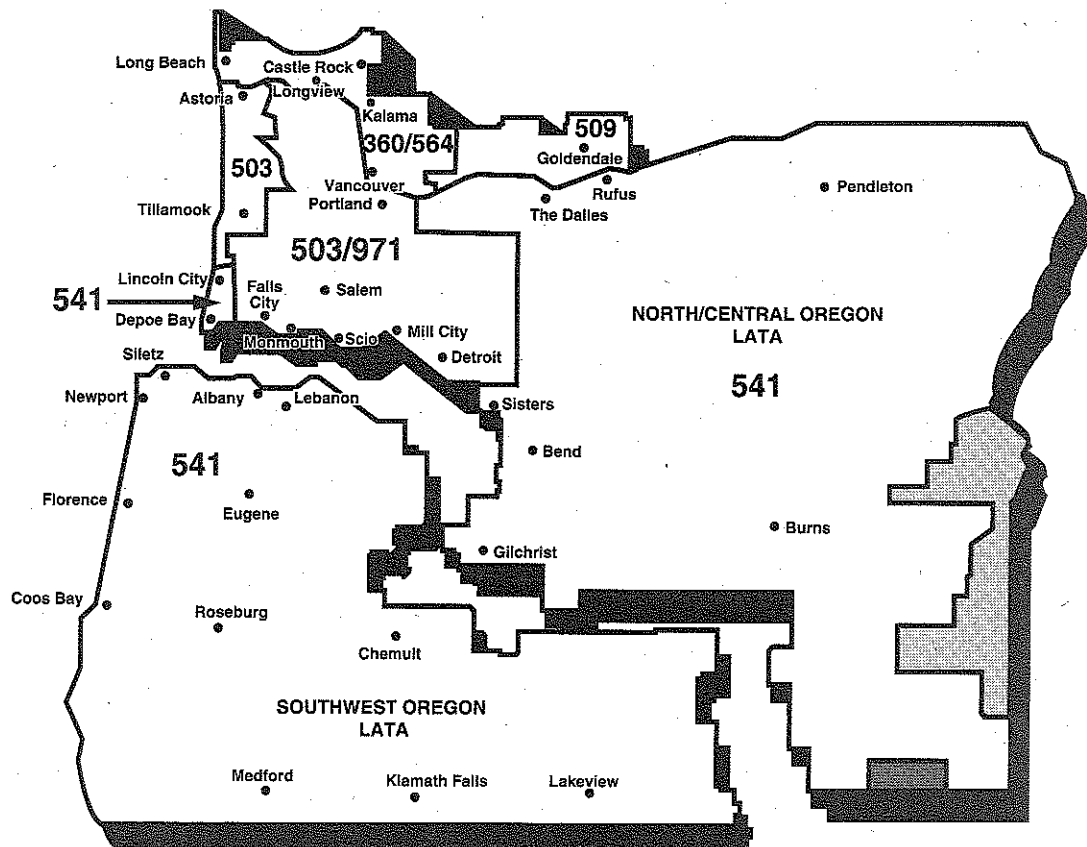 Long Beach
Castle Rock
Longview
Astoria
Kalama
360/564
509
Goldendale
503
Vancouver
Portland
Rufus
The Dalles
Pendleton
Tillamook
503/971
Lincoln City
541
Falls
City
Salem
Depoe Bay
Monmouth
Scio
Mill City
Detroit
NORTH/CENTRAL OREGON
LATA
541
Siletz
Newport
Albany
Lebanon
Sisters
Bend
541
Florence
Eugene
Burns
Gilchrist
Coos Bay
Roseburg
Chemult
SOUTHWEST OREGON
LATA
Medford
Klamath Falls
Lakeview